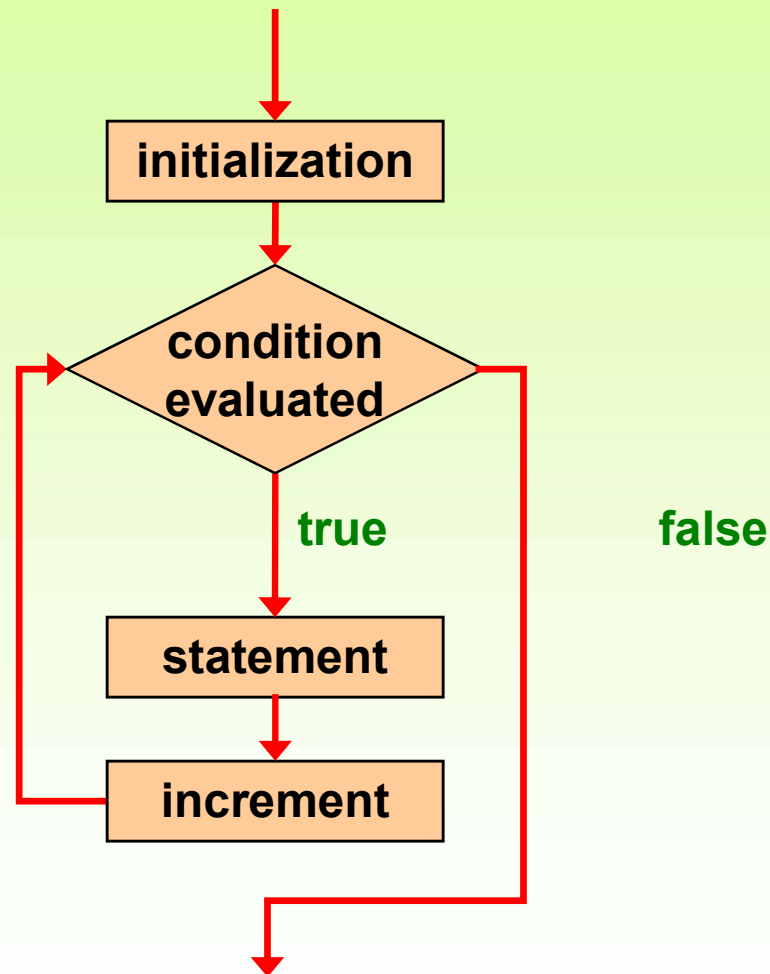 initialization
condition
evaluated
true
false
statement
increment